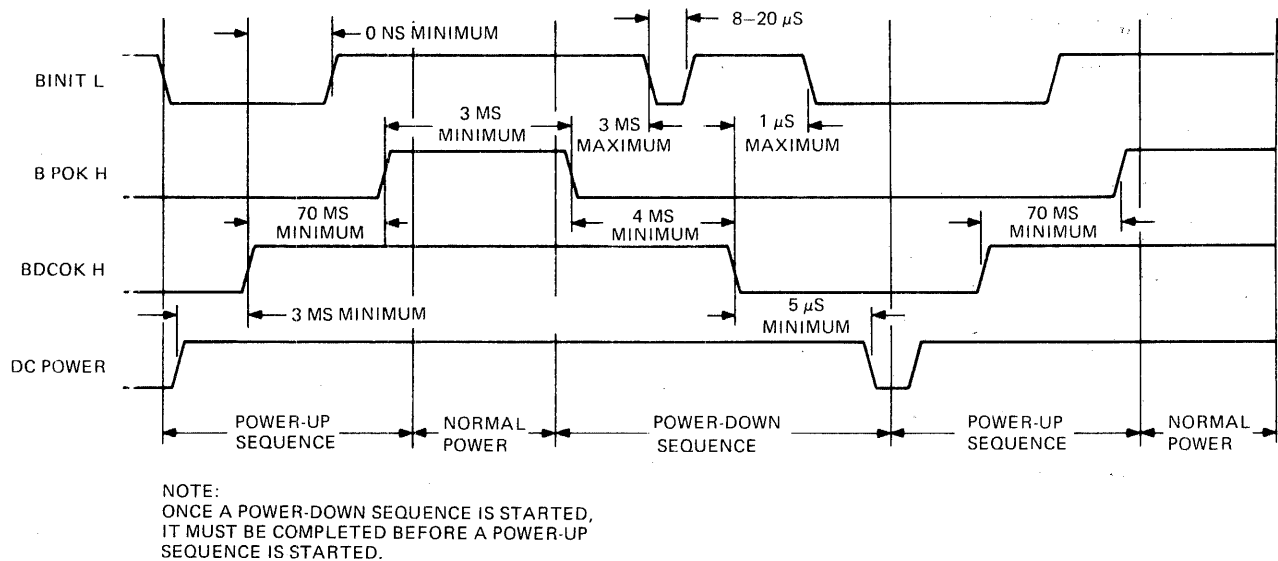 8–20 µS
0 NS MINIMUM
BINIT L
3 MS
MINIMUM
3 MS
MAXIMUM
1 µS
MAXIMUM
B POK H
70 MS
MINIMUM
4 MS
MINIMUM
70 MS
MINIMUM
BDCOK H
3 MS MINIMUM
5 µS
MINIMUM
DC POWER
POWER-UP
SEQUENCE
NORMAL
POWER
POWER-DOWN
SEQUENCE
POWER-UP
SEQUENCE
NORMAL
POWER
NOTE:
ONCE A POWER-DOWN SEQUENCE IS STARTED,
IT MUST BE COMPLETED BEFORE A POWER-UP
SEQUENCE IS STARTED.